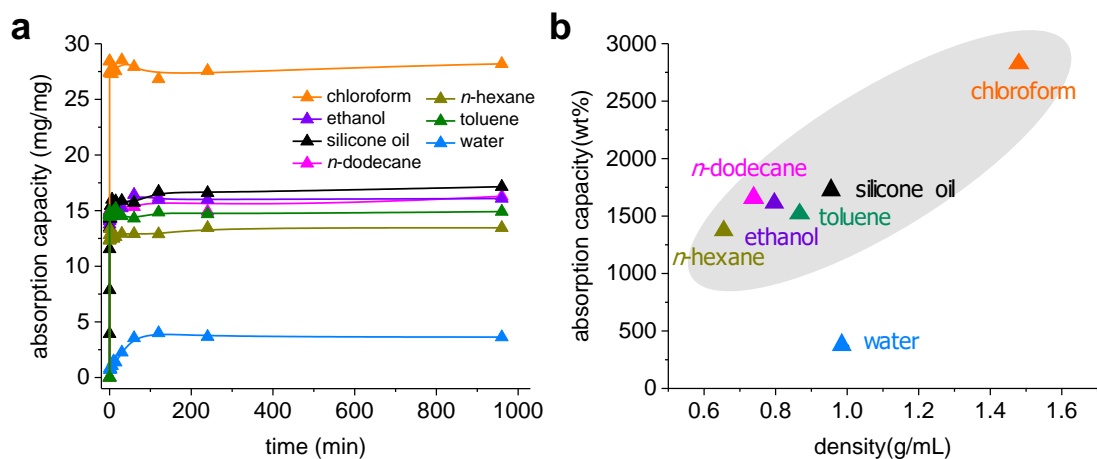 a
absorption capacity (mg/mg)
30
25
20
15
10
5
0
0
200
400
600
800
1000
time (min)
chloroform
ethanol
silicone oil
n-dodecane
n-hexane
toluene
water
b
absorption capacity(wt%)
3000
2500
2000
1500
1000
500
0
0.6
0.8
1.0
1.2
1.4
1.6
density(g/mL)
chloroform
n-dodecane
silicone oil
toluene
ethanol
n-hexane
water